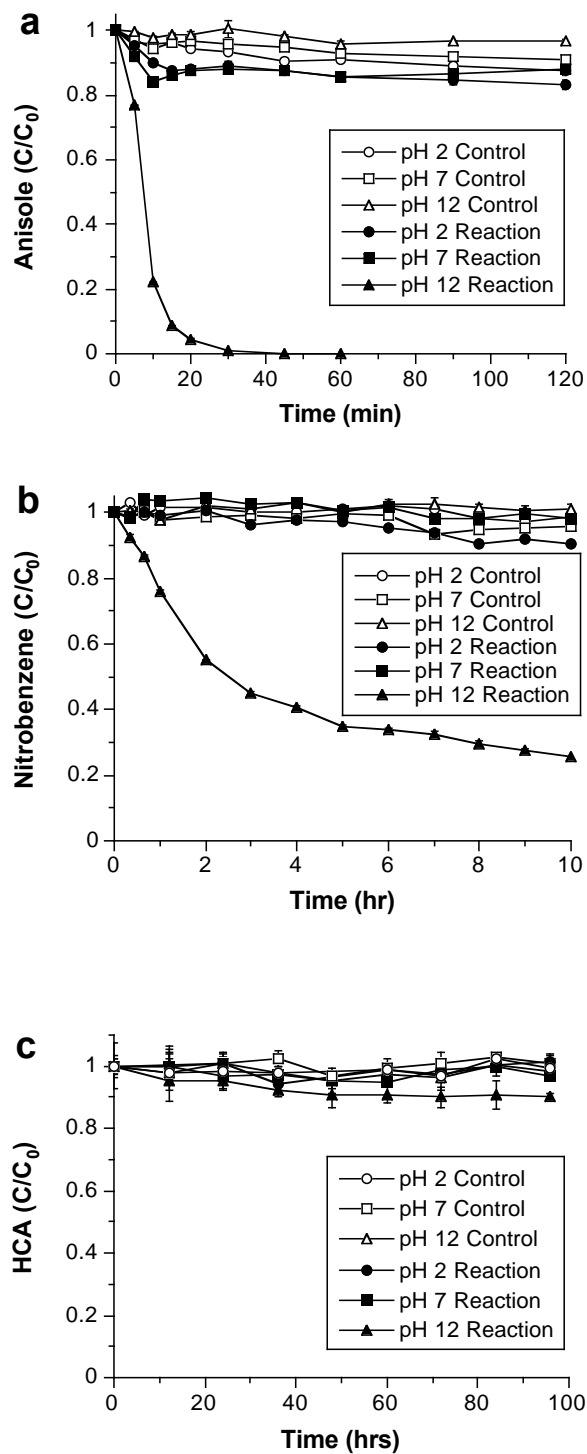 a
Anisole (C/C0)
1
0.8
0.6
0.4
0.2
0
0 20 40 60 80 100 120
Time (min)
pH 2 Control
pH 7 Control
pH 12 Control
pH 2 Reaction
pH 7 Reaction
pH 12 Reaction
b
Nitrobenzene (C/C0)
1
0.8
0.6
0.4
0.2
0
0 2 4 6 8 10
Time (hr)
pH 2 Control
pH 7 Control
pH 12 Control
pH 2 Reaction
pH 7 Reaction
pH 12 Reaction
c
HCA (C/C0)
1
0.8
0.6
0.4
0.2
0
0 20 40 60 80 100
Time (hrs)
pH 2 Control
pH 7 Control
pH 12 Control
pH 2 Reaction
pH 7 Reaction
pH 12 Reaction